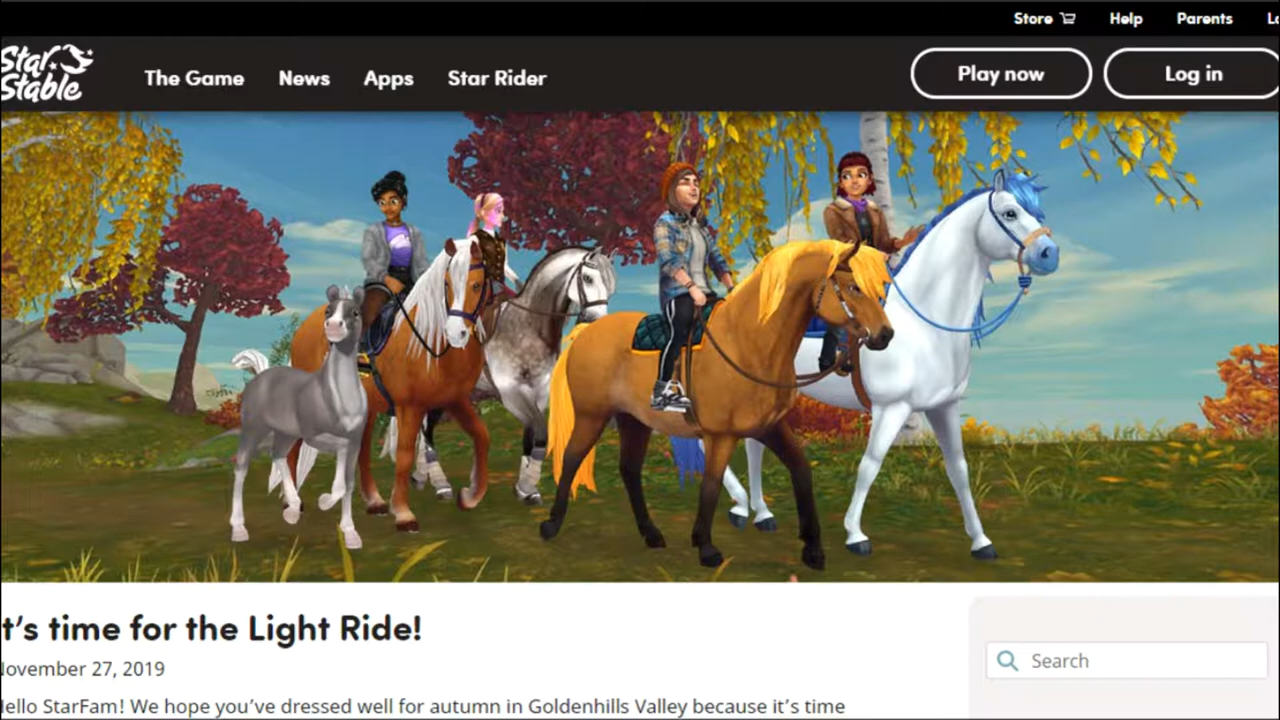 Store Help Parents
Star
Stable
The Game News Apps Star Rider Play now Log in
t's time for the Light Ride!
November 27, 2019
Hello StarFam! We hope you've dressed well for autumn in Goldenhills Valley because it's time
Search